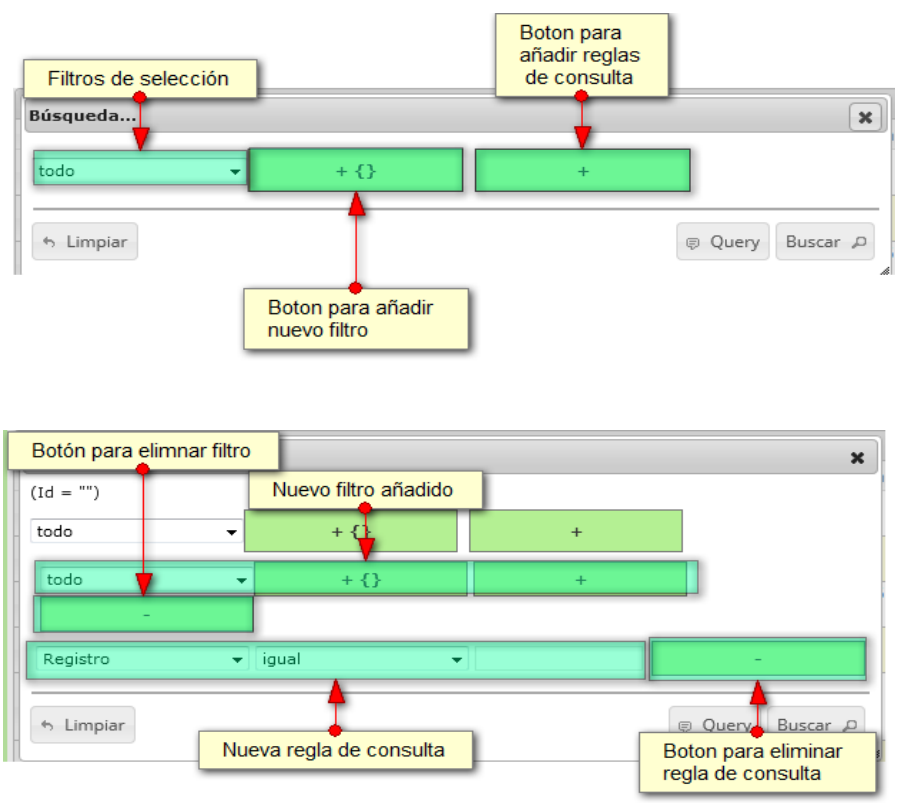 Boton para
añadir reglas
de consulta
Filtros de selección
Búsqueda...
todo + {} +
Limpiar Query Buscar
Boton para añadir
nuevo filtro
Botón para elimnar filtro
(Id = "")
Nuevo filtro añadido
todo + {} +
todo + {} +
-
Registro igual -
Limpiar Query Buscar
Nueva regla de consulta
Boton para eliminar
regla de consulta